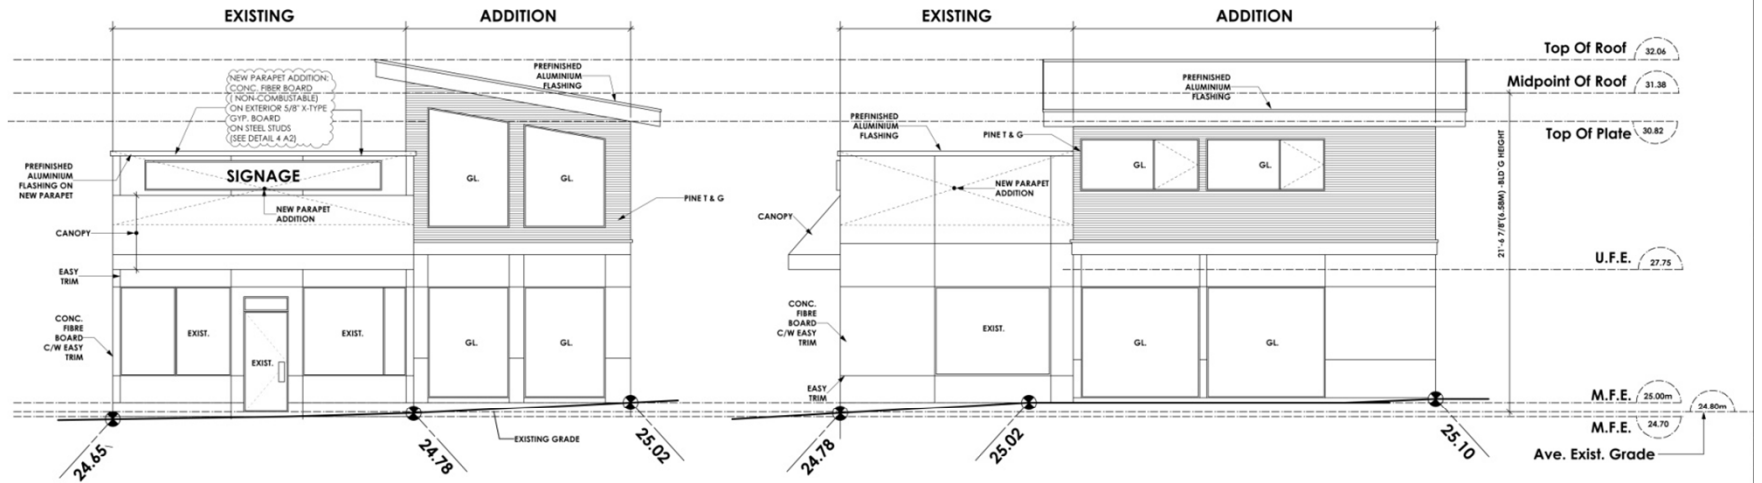 EXISTING
ADDITION
NEW PARAPET ADDITION:
CONC. FIBER BOARD
( NON-COMBUSTABLE)
ON EXTERIOR 5/8" X-TYPE
GYP. BOARD
ON STEEL STUDS
(SEE DETAIL 4 A2)
PREFINISHED
ALUMINIUM
FLASHING
PREFINISHED
ALUMINIUM
FLASHING ON
NEW PARAPET
SIGNAGE
NEW PARAPET
ADDITION
CANOPY
EASY
TRIM
CONC.
FIBRE
BOARD
C/W EASY
TRIM
EXIST.
EXIST.
EXIST.
GL.
GL.
GL.
GL.
PINE T & G
EXISTING GRADE
24.65
24.78
25.02
EXISTING
ADDITION
PREFINISHED
ALUMINIUM
FLASHING
PREFINISHED
ALUMINIUM
FLASHING
PINE T & G
GL.
GL.
NEW PARAPET
ADDITION
CANOPY
CONC.
FIBRE
BOARD
C/W EASY
TRIM
EASY
TRIM
EXIST.
GL.
GL.
24.78
25.02
25.10
21'-6 7/8"(6.58M) -BLD'G HEIGHT
Top Of Roof 32.06
Midpoint Of Roof 31.38
Top Of Plate 30.82
U.F.E. 27.75
M.F.E. 25.00m
24.80m
M.F.E. 24.70
Ave. Exist. Grade